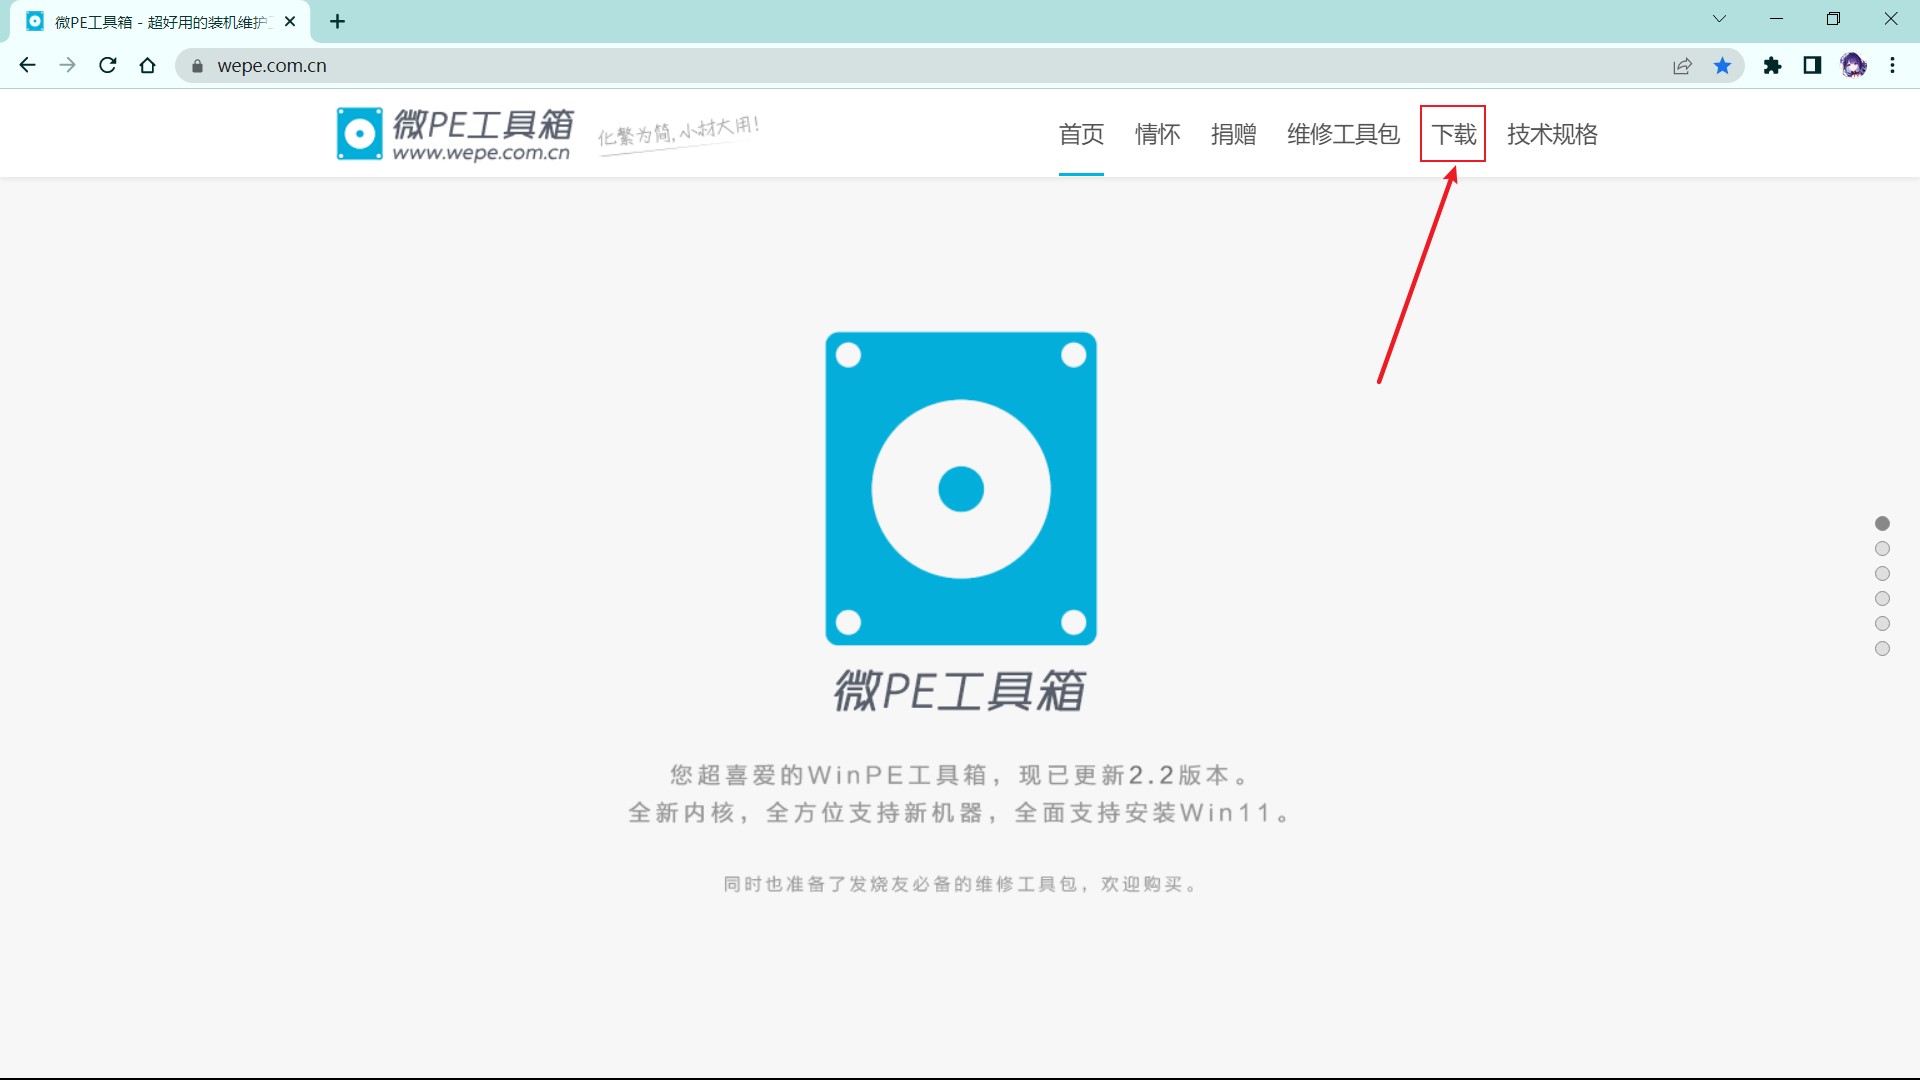 微PE工具箱 - 超好用的装机维护
wepe.com.cn
微PE工具箱
www.wepe.com.cn
化繁为简,小材大用!
首页 情怀 捐赠 维修工具包 下载 技术规格
微PE工具箱
您超喜爱的WinPE工具箱，现已更新2.2版本。
全新内核，全方位支持新机器，全面支持安装Win11。
同时也准备了发烧友必备的维修工具包，欢迎购买。